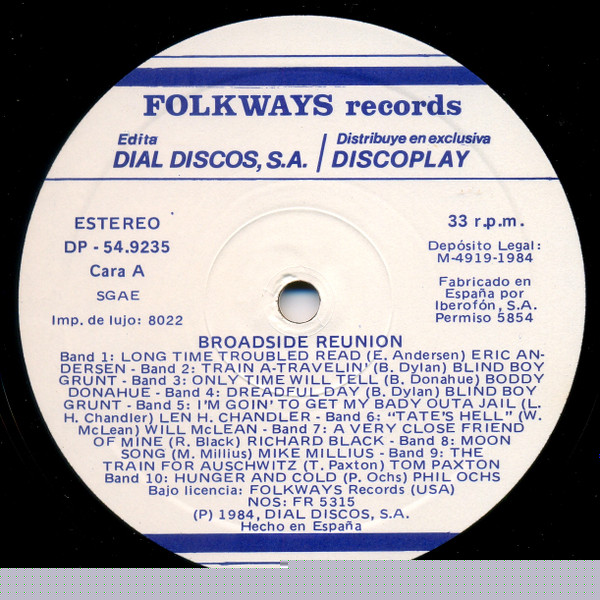 FOLKWAYS records
Edita
DIAL DISCOS, S.A.
Distribuye en exclusiva
DISCOPLAY
ESTEREO
DP - 54.9235
Cara A
SGAE
Imp. de lujo: 8022
33 r.p.m.
Depósito Legal:
M-4919-1984
Fabricado en
España por
Iberofón, S.A.
Permiso 5854
BROADSIDE REUNION
Band 1: LONG TIME TROUBLED READ (E. Andersen) ERIC AN-
DERSEN - Band 2: TRAIN A-TRAVELIN' (B. Dylan) BLIND BOY
GRUNT - Band 3: ONLY TIME WILL TELL (B. Donahue) BODDY
DONAHUE - Band 4: DREADFUL DAY (B. Dylan) BLIND BOY
GRUNT - Band 5: I'M GOIN' TO GET MY BADY OUTA JAIL (L.
H. Chandler) LEN H. CHANDLER - Band 6: "TATE'S HELL" (W.
McLean) WILL McLEAN - Band 7: A VERY CLOSE FRIEND
OF MINE (R. Black) RICHARD BLACK - Band 8: MOON
SONG (M. Millius) MIKE MILLIUS - Band 9: THE
TRAIN FOR AUSCHWITZ (T. Paxton) TOM PAXTON
Band 10: HUNGER AND COLD (P. Ochs) PHIL OCHS
Bajo licencia: FOLKWAYS Records (USA)
NOS: FR 5315
(P) 1984, DIAL DISCOS, S.A.
Hecho en España